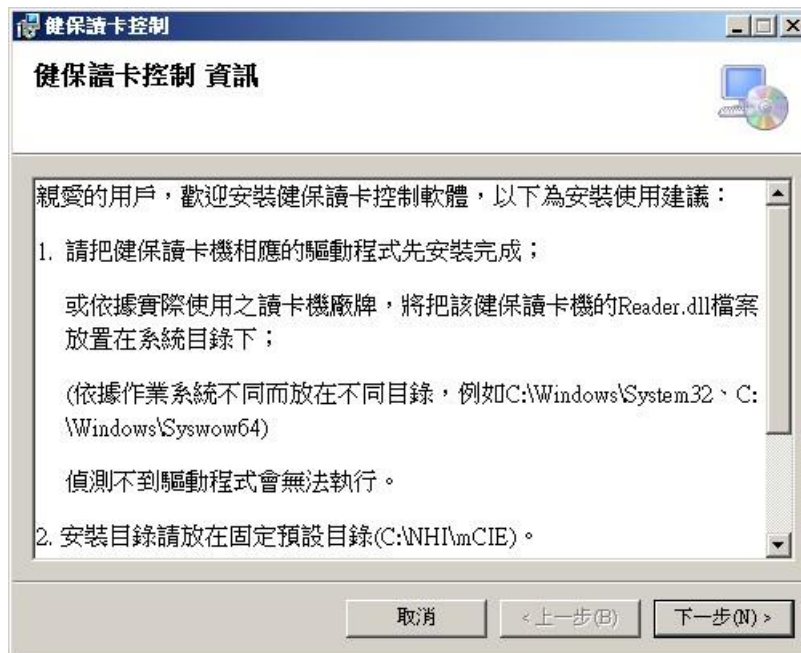 健保讀卡控制
健保讀卡控制 資訊
親愛的用戶，歡迎安裝健保讀卡控制軟體，以下為安裝使用建議：
1. 請把健保讀卡機相應的驅動程式先安裝完成；
或依據實際使用之讀卡機廠牌，將把該健保讀卡機的Reader.dll檔案
放置在系統目錄下；
(依據作業系統不同而放在不同目錄，例如C:\Windows\System32、C:
\Windows\Syswow64)
偵測不到驅動程式會無法執行。
2. 安裝目錄請放在固定預設目錄(C:\NHI\mCIE)。
取消
<上一步(B)
下一步(N) >